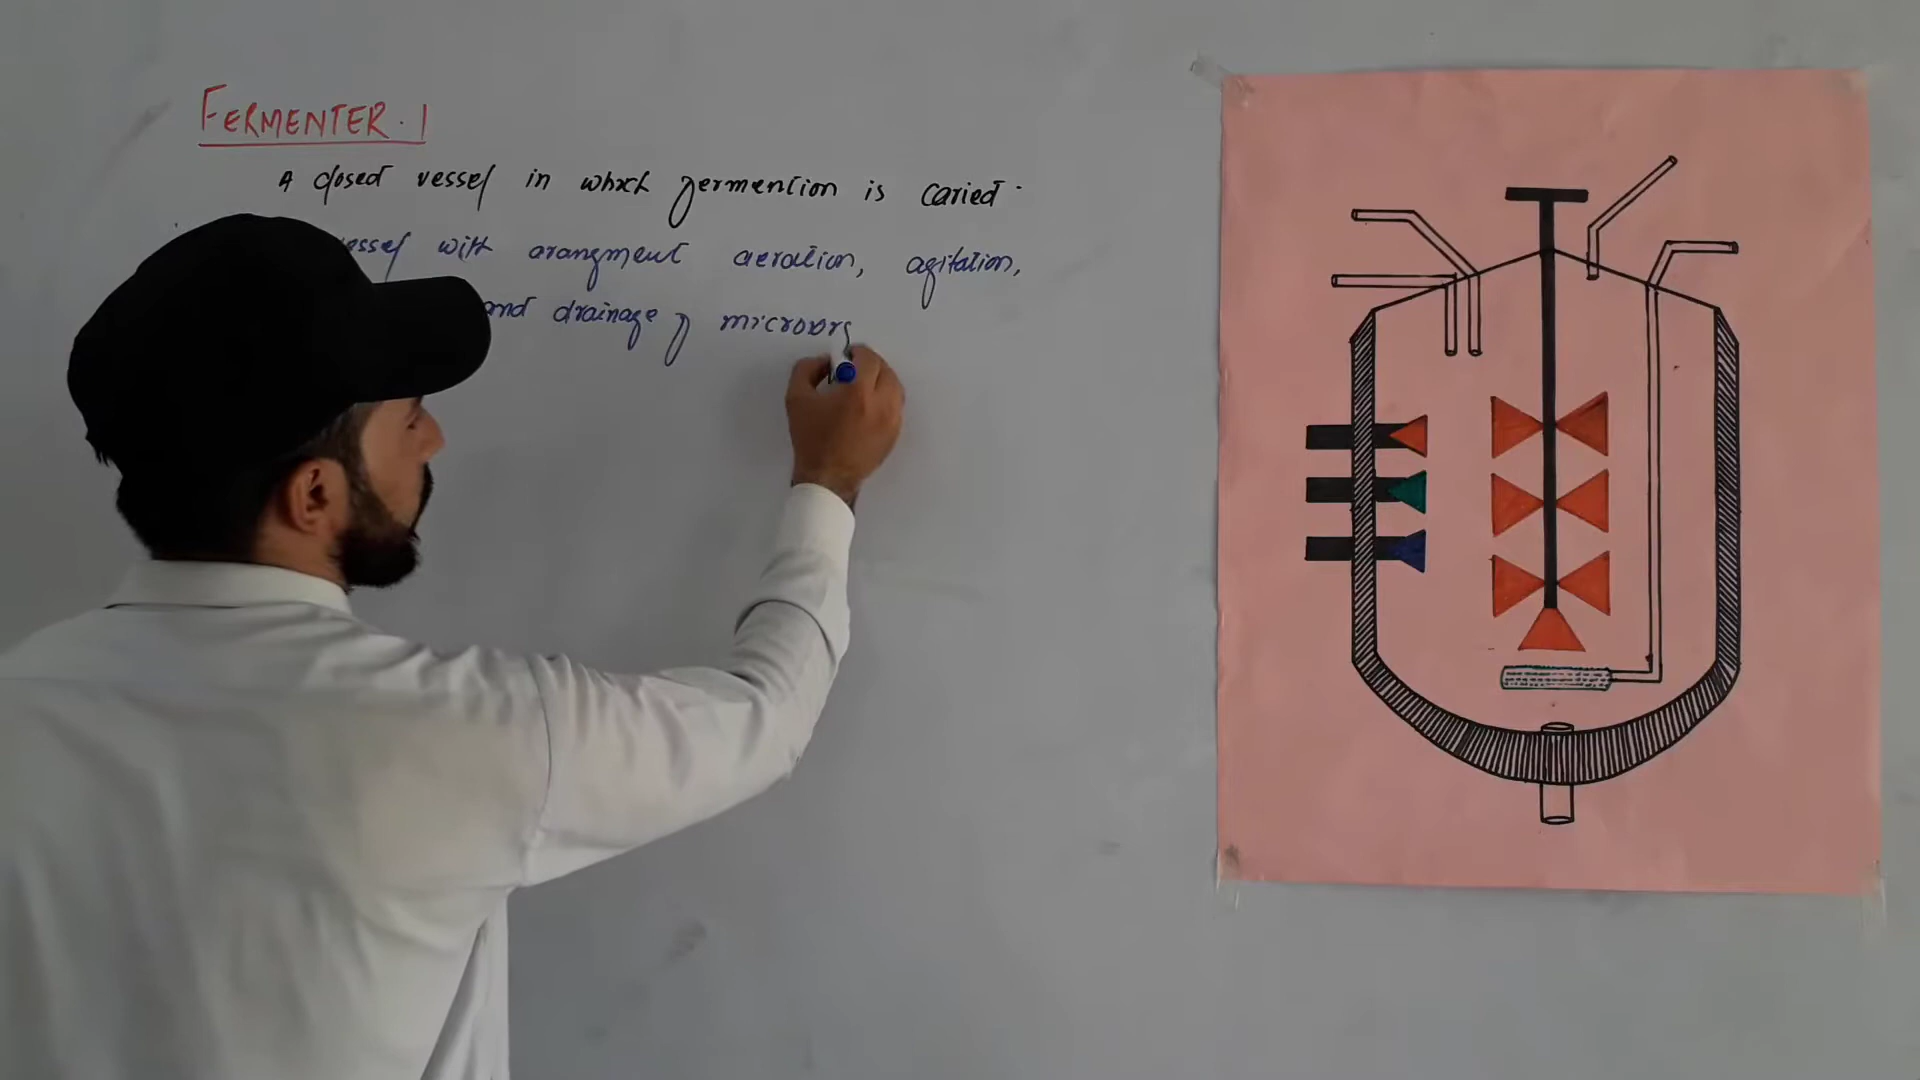 FERMENTER.1
A closed vessel in which fermention is caried.
vessel with arangment aeration, agitation,
and drainage of microorg